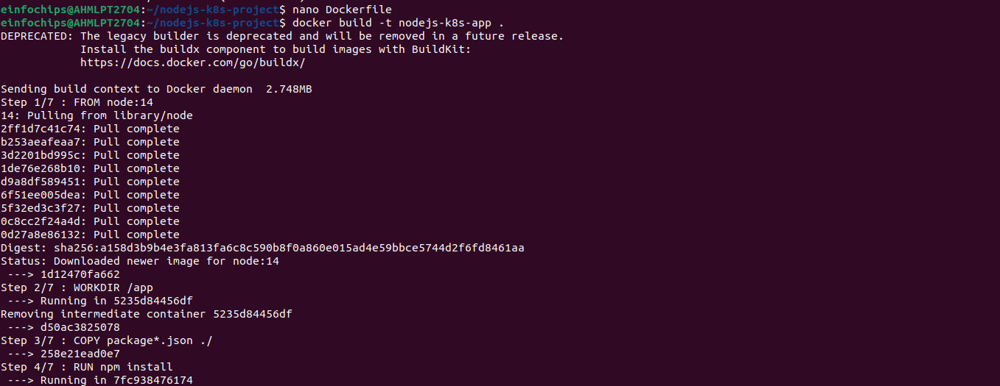 einfochips@AHMLPT2704:~/nodejs-k8s-project$ nano Dockerfile
einfochips@AHMLPT2704:~/nodejs-k8s-project$ docker build -t nodejs-k8s-app .
DEPRECATED: The legacy builder is deprecated and will be removed in a future release.
            Install the buildx component to build images with BuildKit:
            https://docs.docker.com/go/buildx/

Sending build context to Docker daemon  2.748MB
Step 1/7 : FROM node:14
14: Pulling from library/node
2ff1d7c41c74: Pull complete
b253aeafeaa7: Pull complete
3d2201bd995c: Pull complete
1de76e268b10: Pull complete
d9a8df589451: Pull complete
6f51ee005dea: Pull complete
5f32ed3c3f27: Pull complete
0c8cc2f24a4d: Pull complete
0d27a8e86132: Pull complete
Digest: sha256:a158d3b9b4e3fa813fa6c8c590b8f0a860e015ad4e59bbce5744d2f6fd8461aa
Status: Downloaded newer image for node:14
 ---> 1d12470fa662
Step 2/7 : WORKDIR /app
 ---> Running in 5235d84456df
Removing intermediate container 5235d84456df
 ---> d50ac3825078
Step 3/7 : COPY package*.json ./
 ---> 258e21ead0e7
Step 4/7 : RUN npm install
 ---> Running in 7fc938476174